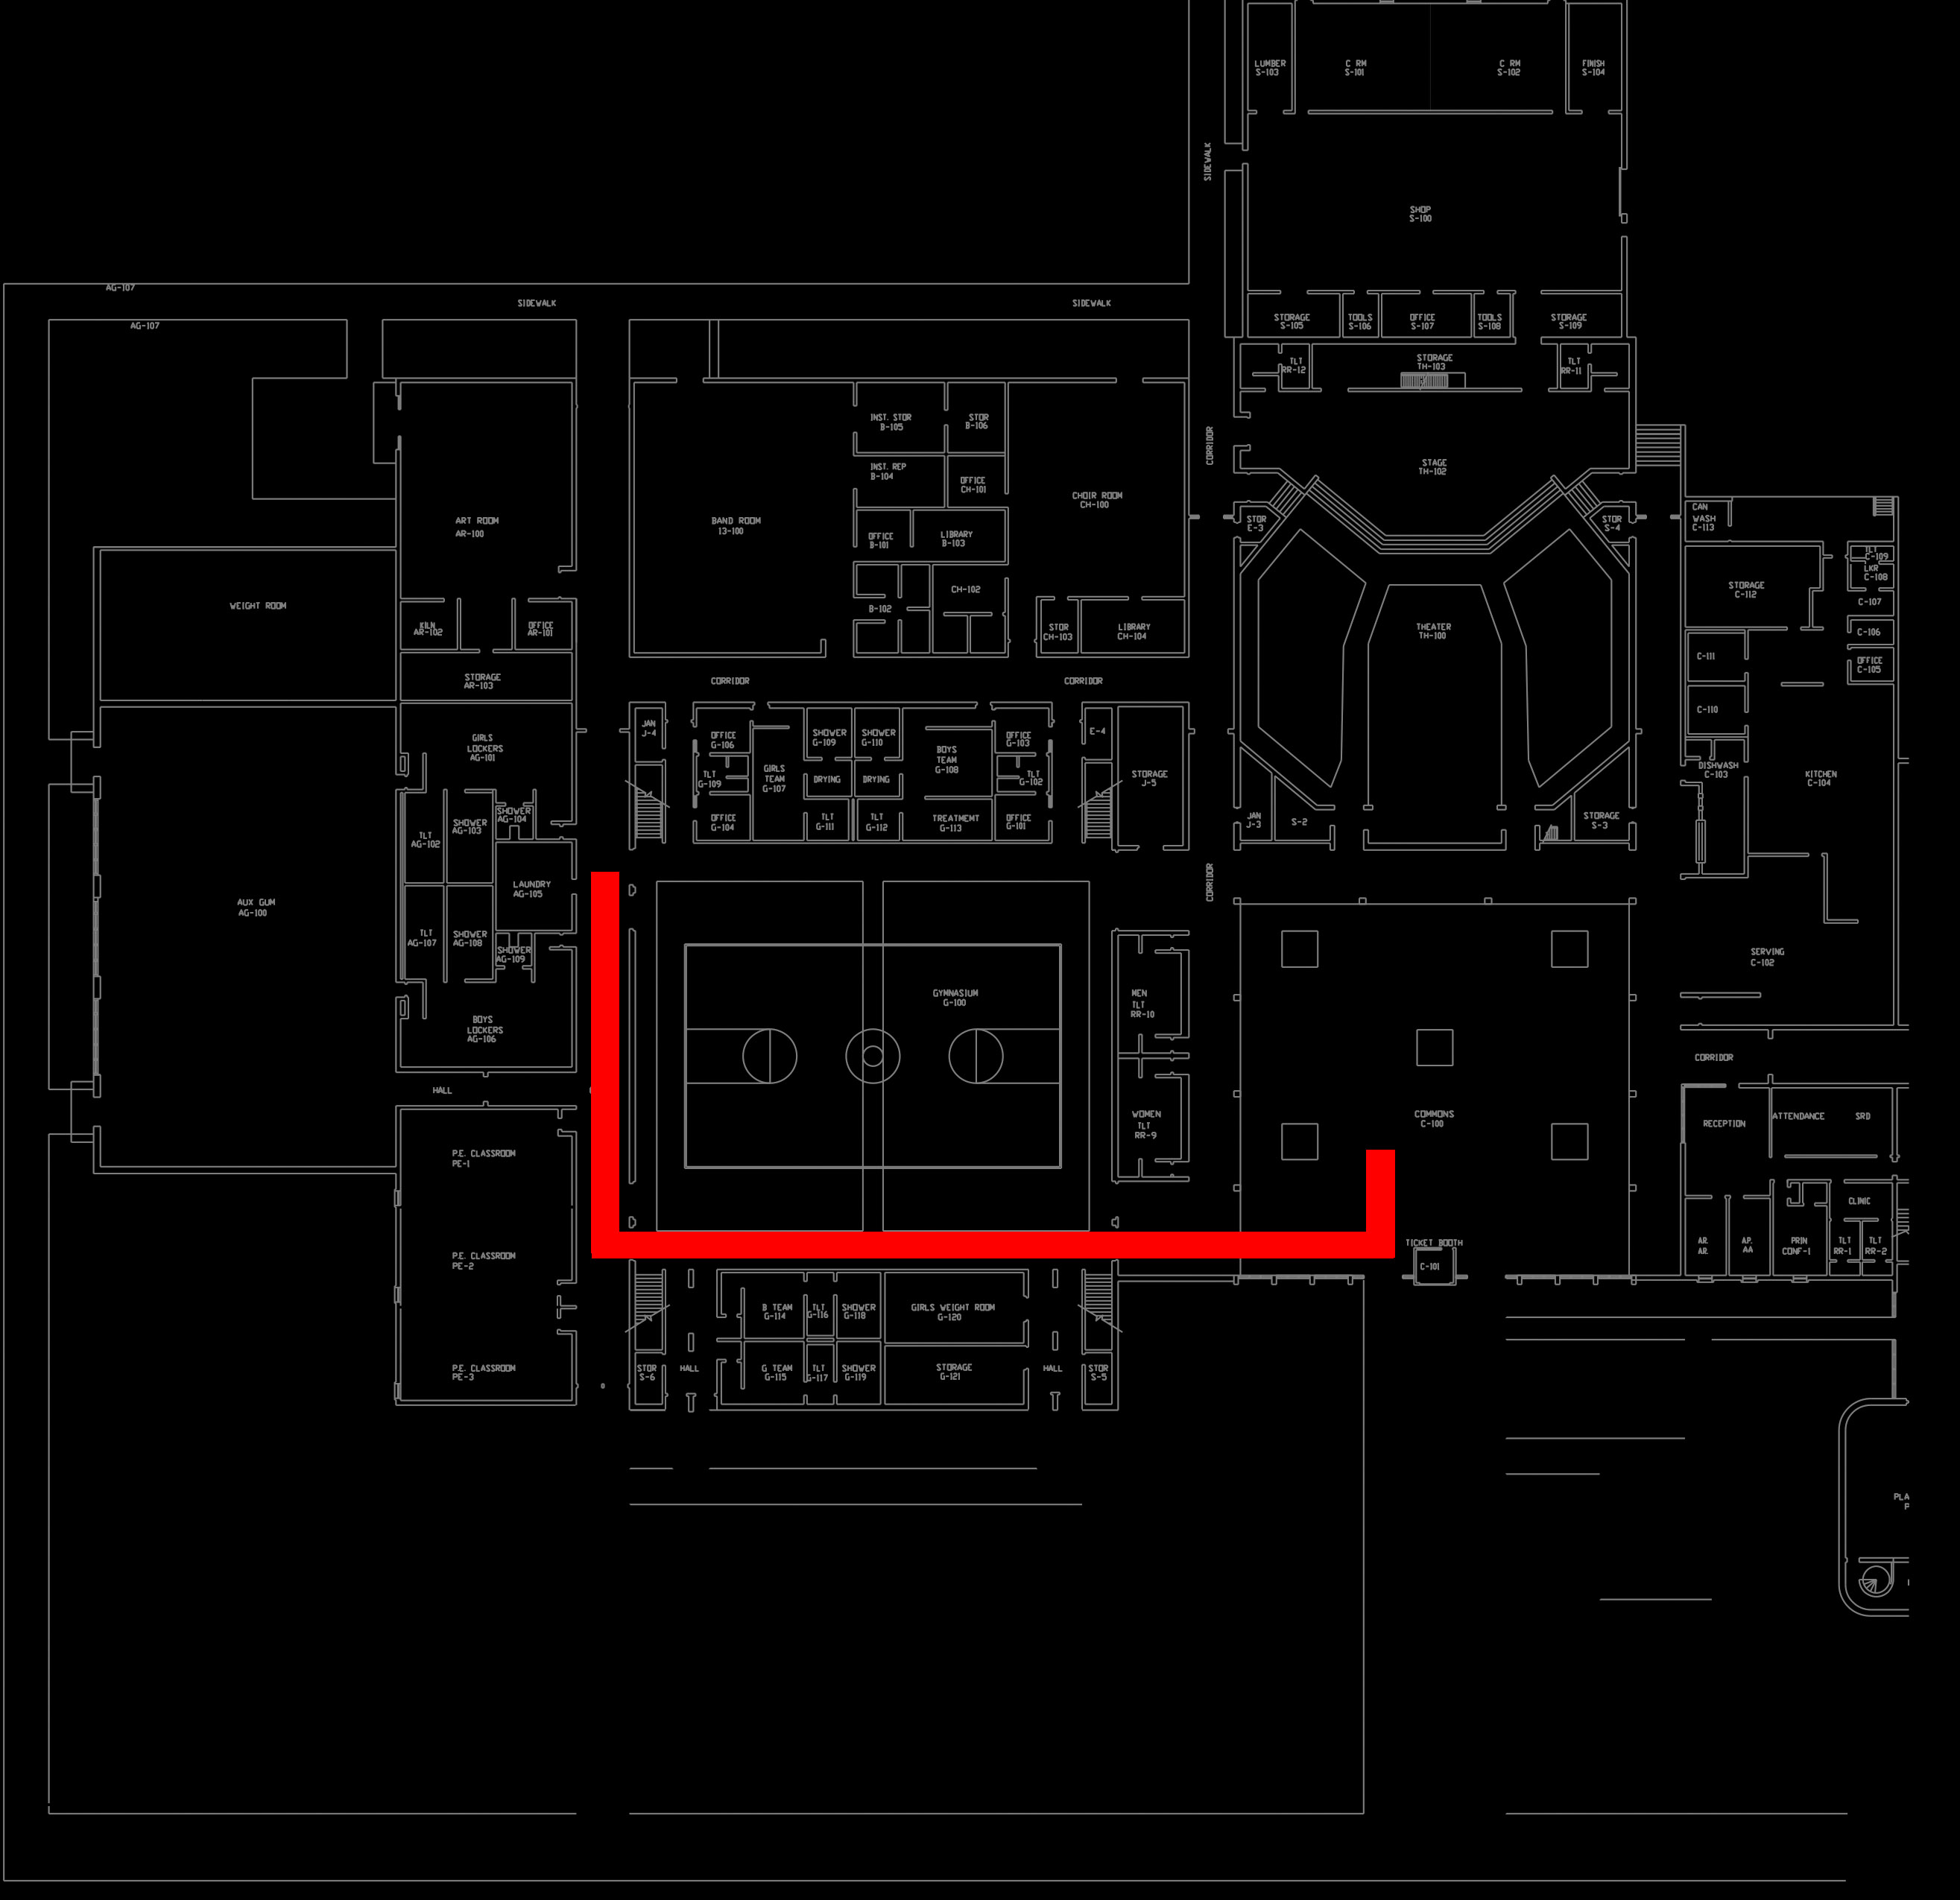 LUMBER
S-103
C RM
S-101
C RM
S-102
FINISH
S-104
SIDEWALK
SHOP
S-100
AG-107
SIDEWALK
SIDEWALK
AG-107
STORAGE
S-105
TOOLS
S-106
OFFICE
S-107
TOOLS
S-108
STORAGE
S-109
TLT
RR-12
STORAGE
TH-103
TLT
RR-11
INST. STOR
B-105
STOR
B-106
CORRIDOR
INST. REP
B-104
OFFICE
CH-101
STAGE
TH-102
CHOIR ROOM
CH-100
ART ROOM
AR-100
BAND ROOM
13-100
STOR
E-3
STOR
S-4
CAN
WASH
C-113
OFFICE
B-101
LIBRARY
B-103
TLT
C-109
LKR
C-108
CH-102
STORAGE
C-112
C-107
WEIGHT ROOM
B-102
KILN
AR-102
OFFICE
AR-101
STOR
CH-103
LIBRARY
CH-104
THEATER
TH-100
C-106
C-111
OFFICE
C-105
STORAGE
AR-103
CORRIDOR
CORRIDOR
C-110
JAN
J-4
OFFICE
G-106
SHOWER
G-109
SHOWER
G-110
OFFICE
G-103
E-4
GIRLS
LOCKERS
AG-101
BOYS
TEAM
G-108
GIRLS
TEAM
G-107
TLT
G-109
DRYING
DRYING
TLT
G-102
STORAGE
J-5
DISHWASH
C-103
KITCHEN
C-104
SHOWER
AG-104
SHOWER
AG-103
TLT
AG-102
OFFICE
G-104
TLT
G-111
TLT
G-112
TREATMEMT
G-113
OFFICE
G-101
JAN
J-3
S-2
STORAGE
S-3
LAUNDRY
AG-105
CORRIDOR
AUX GUM
AG-100
TLT
AG-107
SHOWER
AG-108
SHOWER
AG-109
SERVING
C-102
GYMNASIUM
G-100
MEN
TLT
RR-10
BOYS
LOCKERS
AG-106
CORRIDOR
HALL
WOMEN
TLT
RR-9
COMMONS
C-100
RECEPTION
ATTENDANCE
SRD
P.E. CLASSROOM
PE-1
CLINIC
TICKET BOOTH
C-101
AR.
AR.
AP.
AA
PRIN
CONF-1
TLT
RR-1
TLT
RR-2
P.E. CLASSROOM
PE-2
B TEAM
G-114
TLT
G-116
SHOWER
G-118
GIRLS WEIGHT ROOM
G-120
P.E. CLASSROOM
PE-3
STOR
S-6
HALL
G TEAM
G-115
TLT
G-117
SHOWER
G-119
STORAGE
G-121
HALL
STOR
S-5
PLA
P